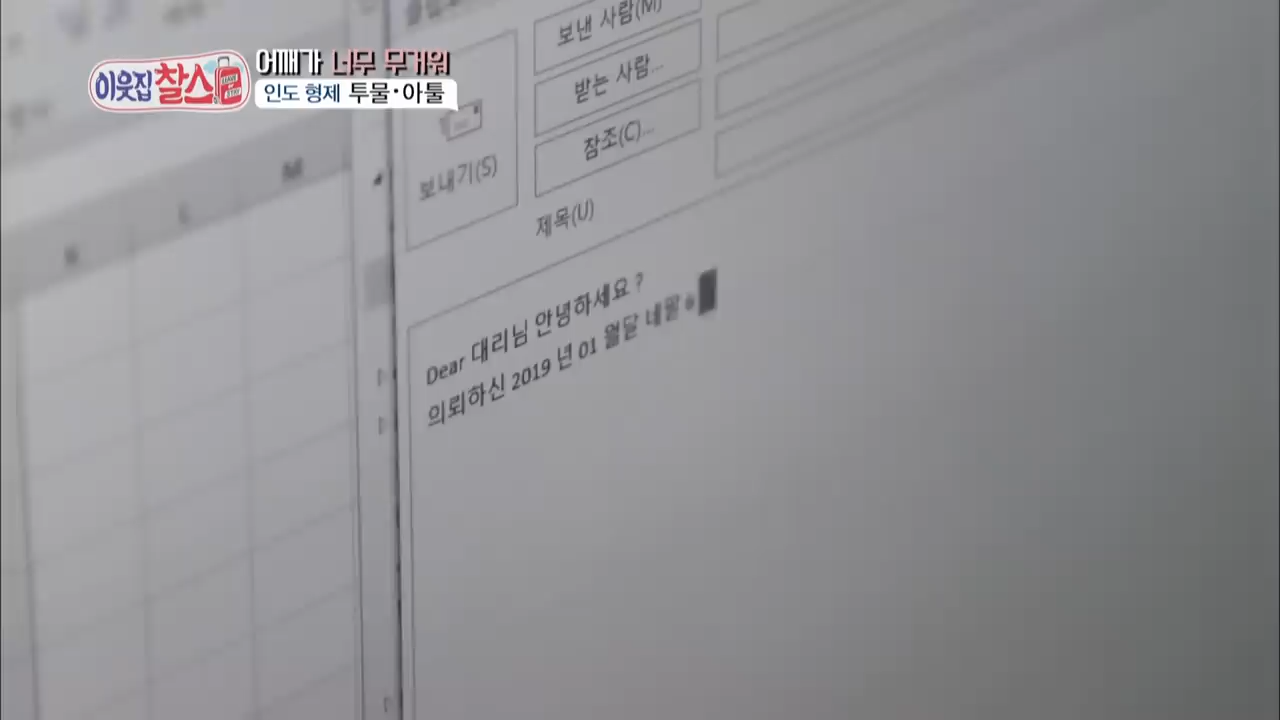 이웃집 찰스
어깨가 너무 무거워
인도 형제 투물·아툴
보낸 사람(M)
받는 사람...
참조(C)...
보내기(S)
제목(U)
M
L
K
Dear 대리님 안녕하세요 ?
의뢰하신 2019 년 01 월달 네팔